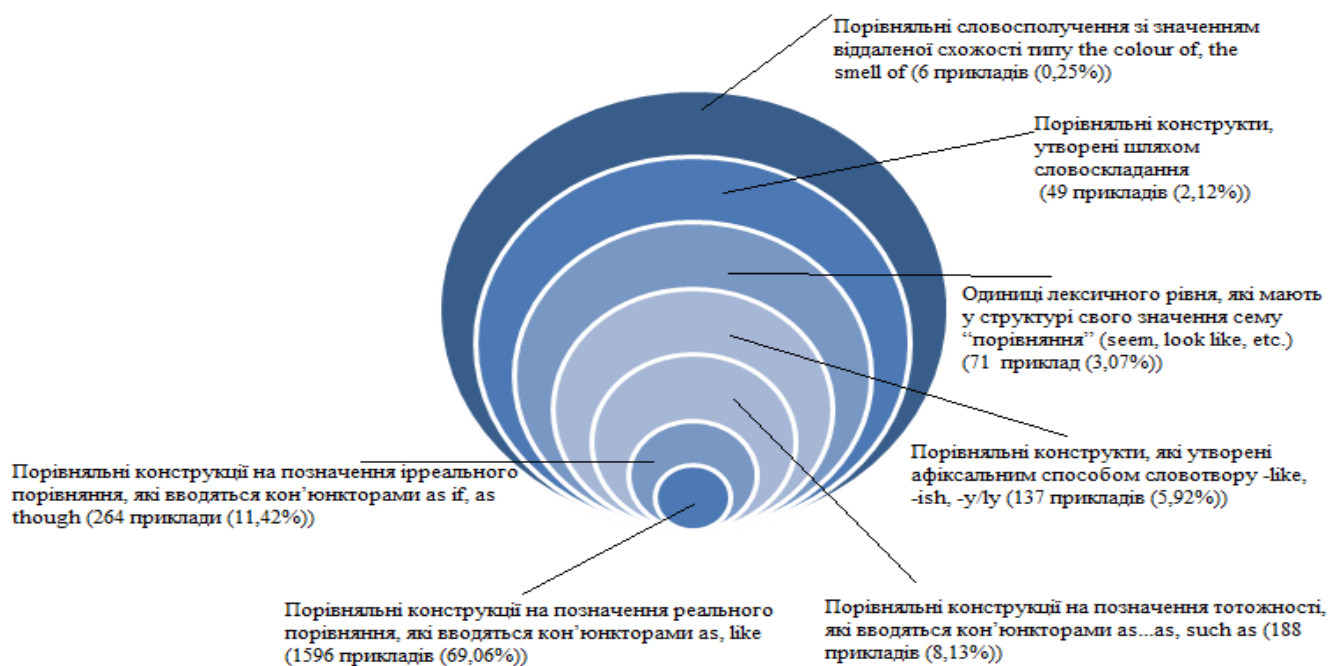 Порівняльні словосполучення зі значенням
віддаленої схожості типу the colour of, the
smell of (6 прикладів (0,25%))
Порівняльні конструкти,
утворені шляхом
словоскладання
(49 прикладів (2,12%))
Одиниці лексичного рівня, які мають
у структурі свого значення сему
“порівняння” (seem, look like, etc.)
(71 приклад (3,07%))
Порівняльні конструкти, які утворені
афіксальним способом словотвору -like,
-ish, -y/ly (137 прикладів (5,92%))
Порівняльні конструкції на позначення ірреального
порівняння, які вводяться кон’юнкторами as if, as
though (264 приклади (11,42%))
Порівняльні конструкції на позначення реального
порівняння, які вводяться кон’юнкторами as, like
(1596 прикладів (69,06%))
Порівняльні конструкції на позначення тотожності,
які вводяться кон’юнкторами as...as, such as (188
прикладів (8,13%))